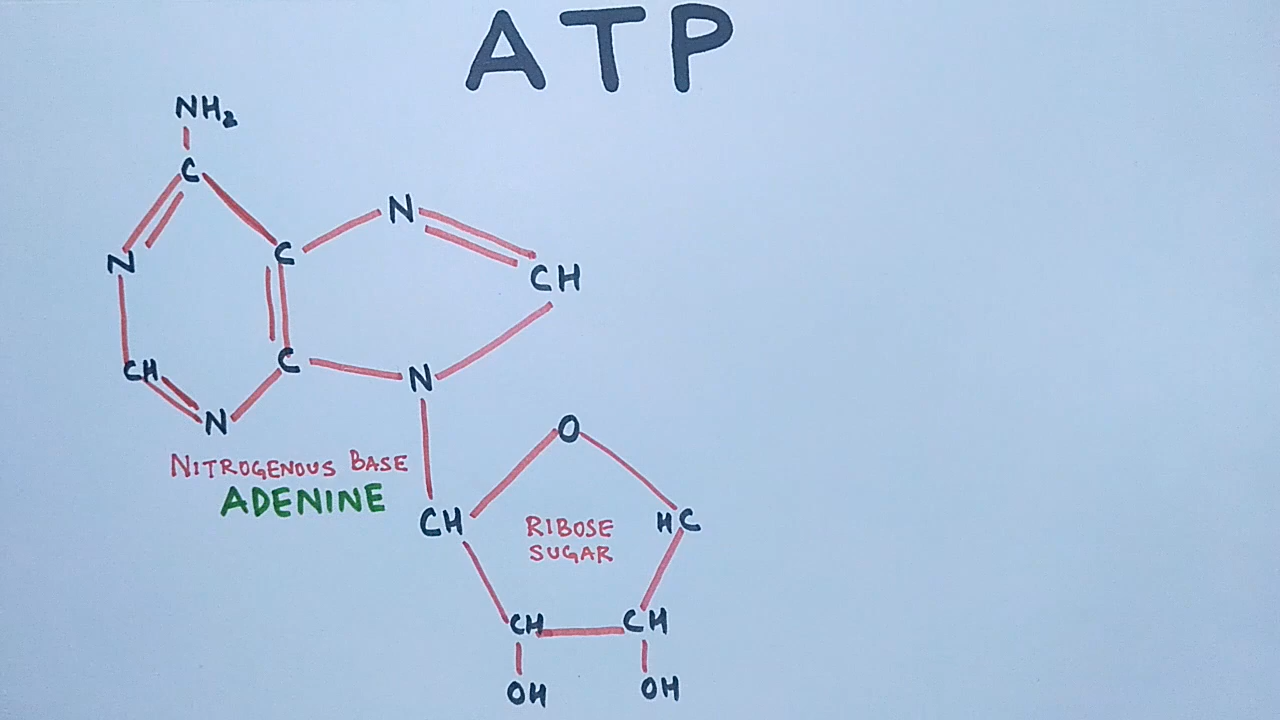 ATP
NH2
C
N
C
N
CH
CH
C
N
N
NITROGENOUS BASE
ADENINE
O
CH
RIBOSE
SUGAR
HC
CH
CH
OH
OH